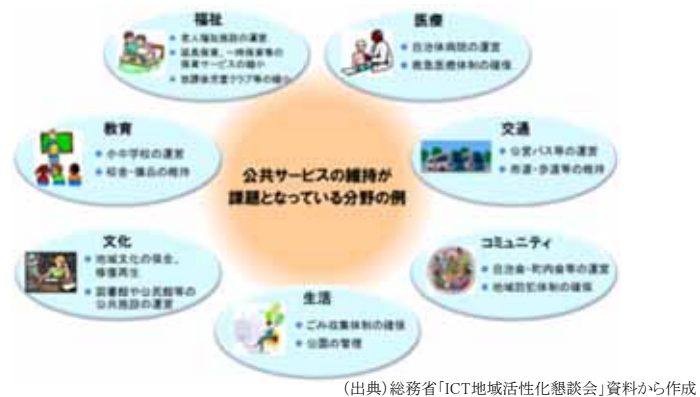 福祉
● 老人福祉施設の運営
● 延長保育、一時保育等の
保育サービスの縮小
● 放課後児童クラブ等の縮小
医療
● 自治体病院の運営
● 救急医療体制の確保
教育
● 小中学校の運営
● 校舎・備品の維持
交通
● 公営バス等の運営
● 市道・歩道等の維持
公共サービスの維持が
課題となっている分野の例
文化
● 地域文化の保全、
修復再生
● 図書館や公民館等の
公共施設の運営
コミュニティ
● 自治会・町内会等の運営
● 地域防犯体制の確保
生活
● ごみ収集体制の確保
● 公園の管理
(出典)総務省「ICT地域活性化懇談会」資料から作成